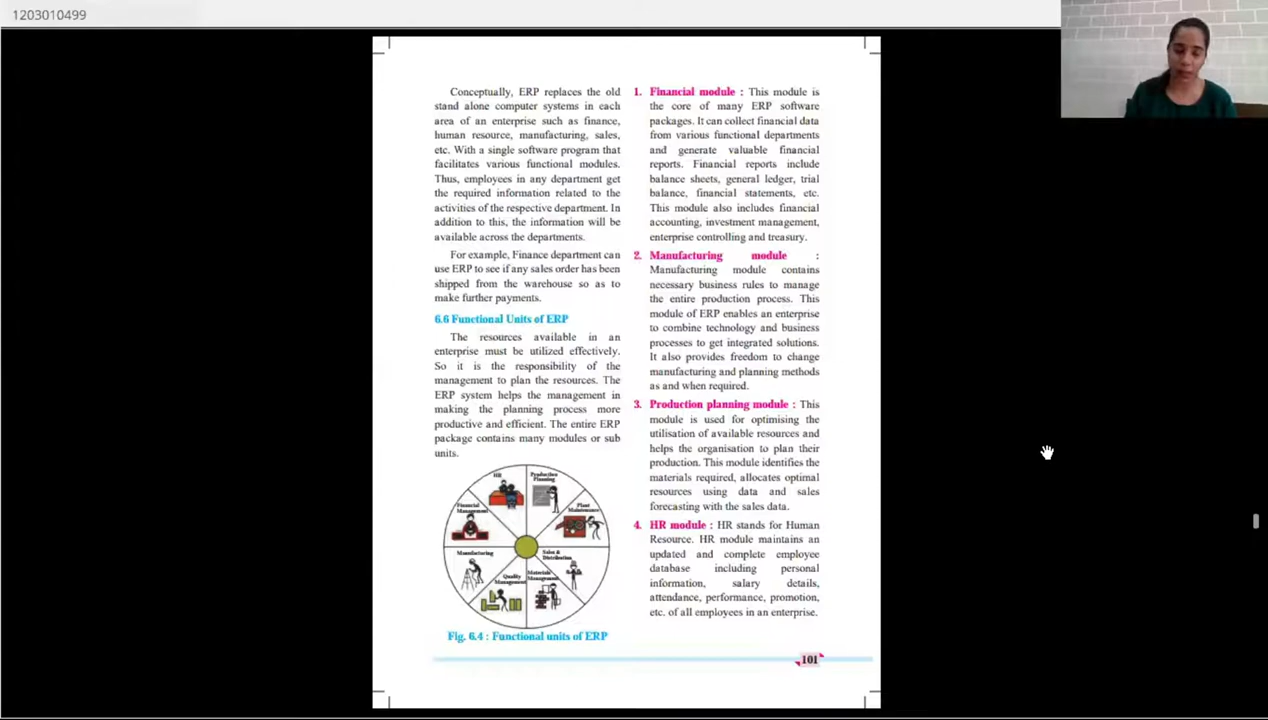 1203010499
Conceptually, ERP replaces the old
stand alone computer systems in each
area of an enterprise such as finance,
human resource, manufacturing, sales,
etc. With a single software program that
facilitates various functional modules.
Thus, employees in any department get
the required information related to the
activities of the respective department. In
addition to this, the information will be
available across the departments.
For example, Finance department can
use ERP to see if any sales order has been
shipped from the warehouse so as to
make further payments.
6.6 Functional Units of ERP
The resources available in an
enterprise must be utilized effectively.
So it is the responsibility of the
management to plan the resources. The
ERP system helps the management in
making the planning process more
productive and efficient. The entire ERP
package contains many modules or sub
units.
HR
Production
Planning
Financial
Management
Plant
Maintenance
Manufacturing
Sales &
Distribution
Quality
Management
Materials
Management
Fig. 6.4 : Functional units of ERP
1. Financial module : This module is
the core of many ERP software
packages. It can collect financial data
from various functional departments
and generate valuable financial
reports. Financial reports include
balance sheets, general ledger, trial
balance, financial statements, etc.
This module also includes financial
accounting, investment management,
enterprise controlling and treasury.
2. Manufacturing module :
Manufacturing module contains
necessary business rules to manage
the entire production process. This
module of ERP enables an enterprise
to combine technology and business
processes to get integrated solutions.
It also provides freedom to change
manufacturing and planning methods
as and when required.
3. Production planning module : This
module is used for optimising the
utilisation of available resources and
helps the organisation to plan their
production. This module identifies the
materials required, allocates optimal
resources using data and sales
forecasting with the sales data.
4. HR module : HR stands for Human
Resource. HR module maintains an
updated and complete employee
database including personal
information, salary details,
attendance, performance, promotion,
etc. of all employees in an enterprise.
101